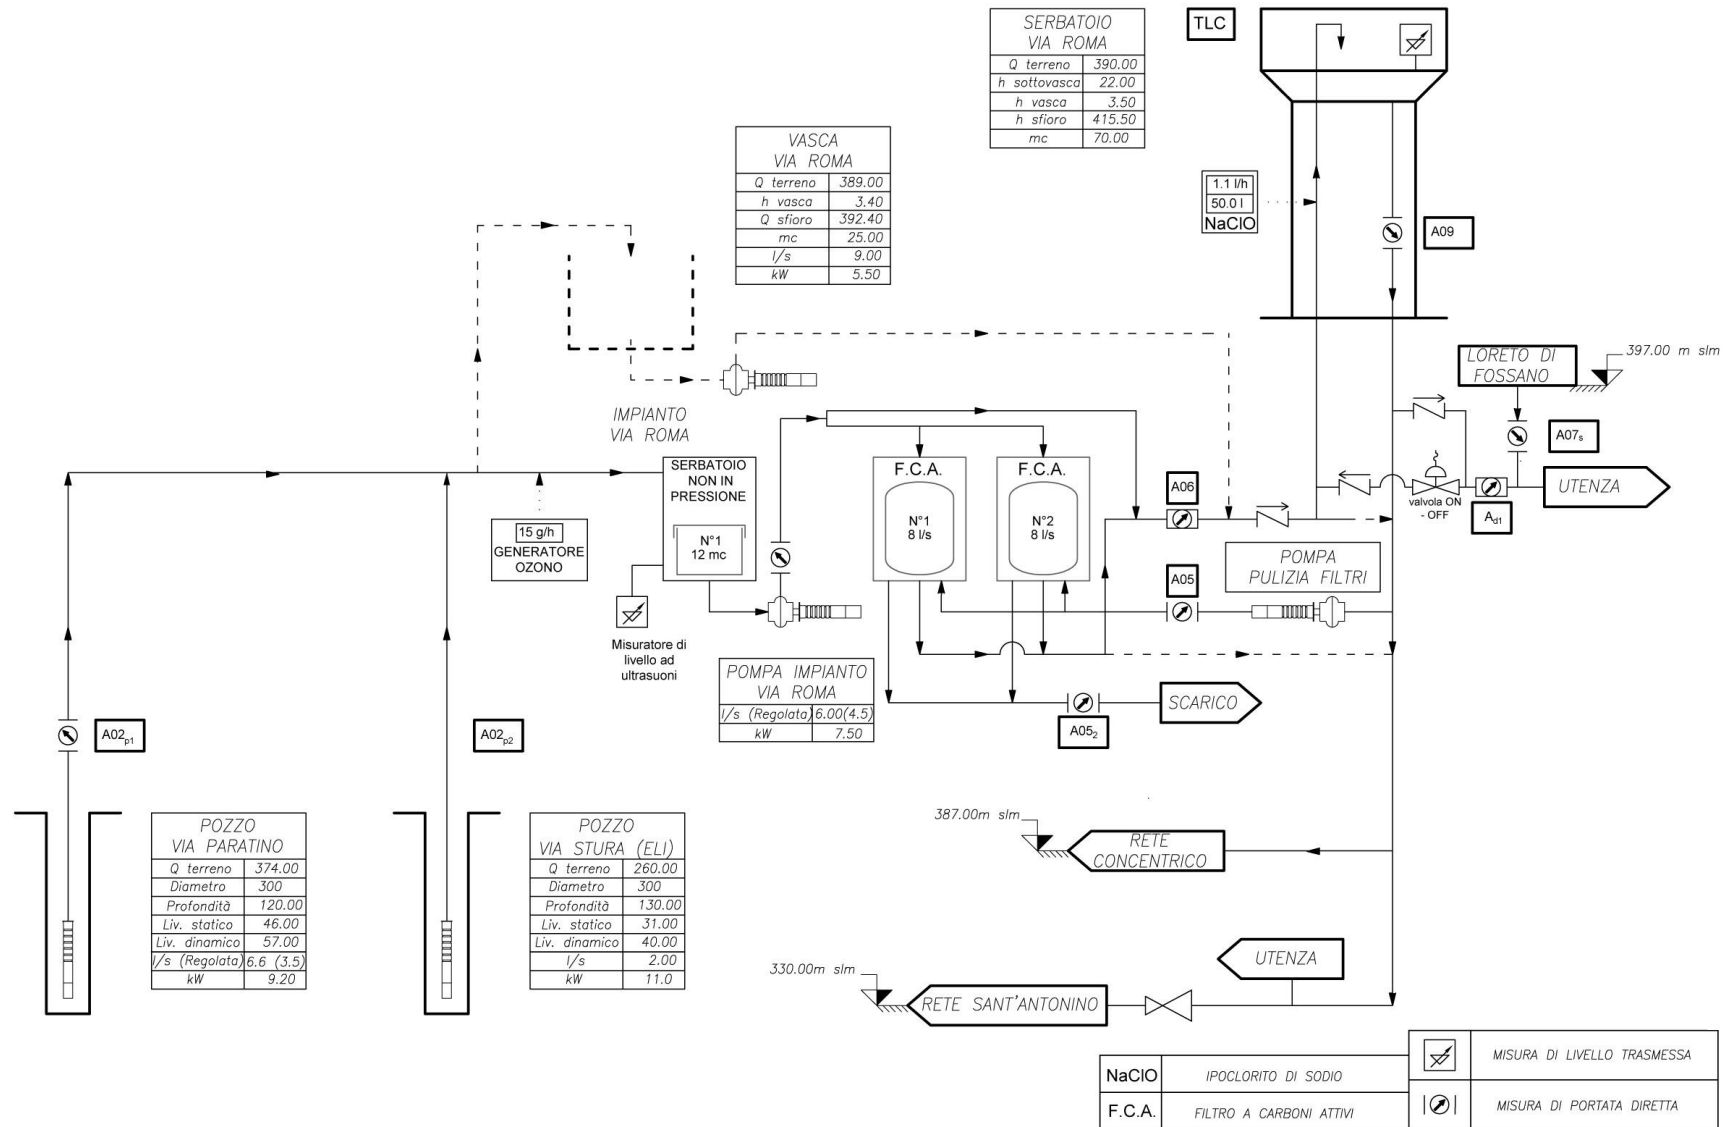 SERBATOIO
VIA ROMA
Q terreno 390.00
h sottovasca 22.00
h vasca 3.50
h sfioro 415.50
mc 70.00
TLC
VASCA
VIA ROMA
Q terreno 389.00
h vasca 3.40
Q sfioro 392.40
mc 25.00
l/s 9.00
kW 5.50
1.1 l/h
50.0 l
NaClO
A09
LORETO DI
FOSSANO
397.00 m slm
IMPIANTO
VIA ROMA
A07s
SERBATOIO
NON IN
PRESSIONE
N°1
12 mc
F.C.A.
N°1
8 l/s
F.C.A.
N°2
8 l/s
A06
UTENZA
valvola ON
- OFF
Ad1
15 g/h
GENERATORE
OZONO
POMPA
PULIZIA FILTRI
A05
Misuratore di
livello ad
ultrasuoni
POMPA IMPIANTO
VIA ROMA
l/s (Regolata) 6.00(4.5)
kW 7.50
SCARICO
A052
A02p1
A02p2
POZZO
VIA PARATINO
Q terreno 374.00
Diametro 300
Profondità 120.00
Liv. statico 46.00
Liv. dinamico 57.00
l/s (Regolata) 6.6 (3.5)
kW 9.20
POZZO
VIA STURA (ELI)
Q terreno 260.00
Diametro 300
Profondità 130.00
Liv. statico 31.00
Liv. dinamico 40.00
l/s 2.00
kW 11.0
387.00m slm
RETE
CONCENTRICO
UTENZA
330.00m slm
RETE SANT'ANTONINO
NaClO IPOCLORITO DI SODIO
F.C.A. FILTRO A CARBONI ATTIVI
MISURA DI LIVELLO TRASMESSA
MISURA DI PORTATA DIRETTA